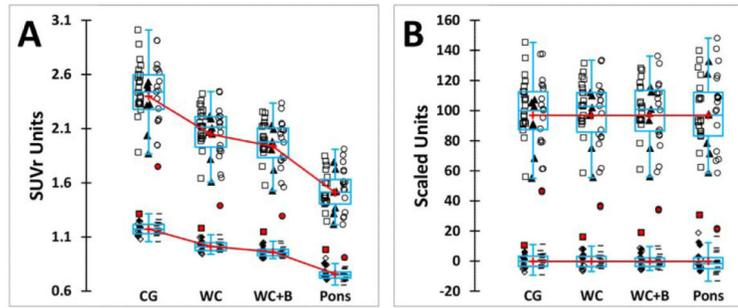 A
SUVr Units
3.1
2.6
2.1
1.6
1.1
0.6
CG WC WC+B Pons
B
Scaled Units
160
140
120
100
80
60
40
20
0
-20
CG WC WC+B Pons